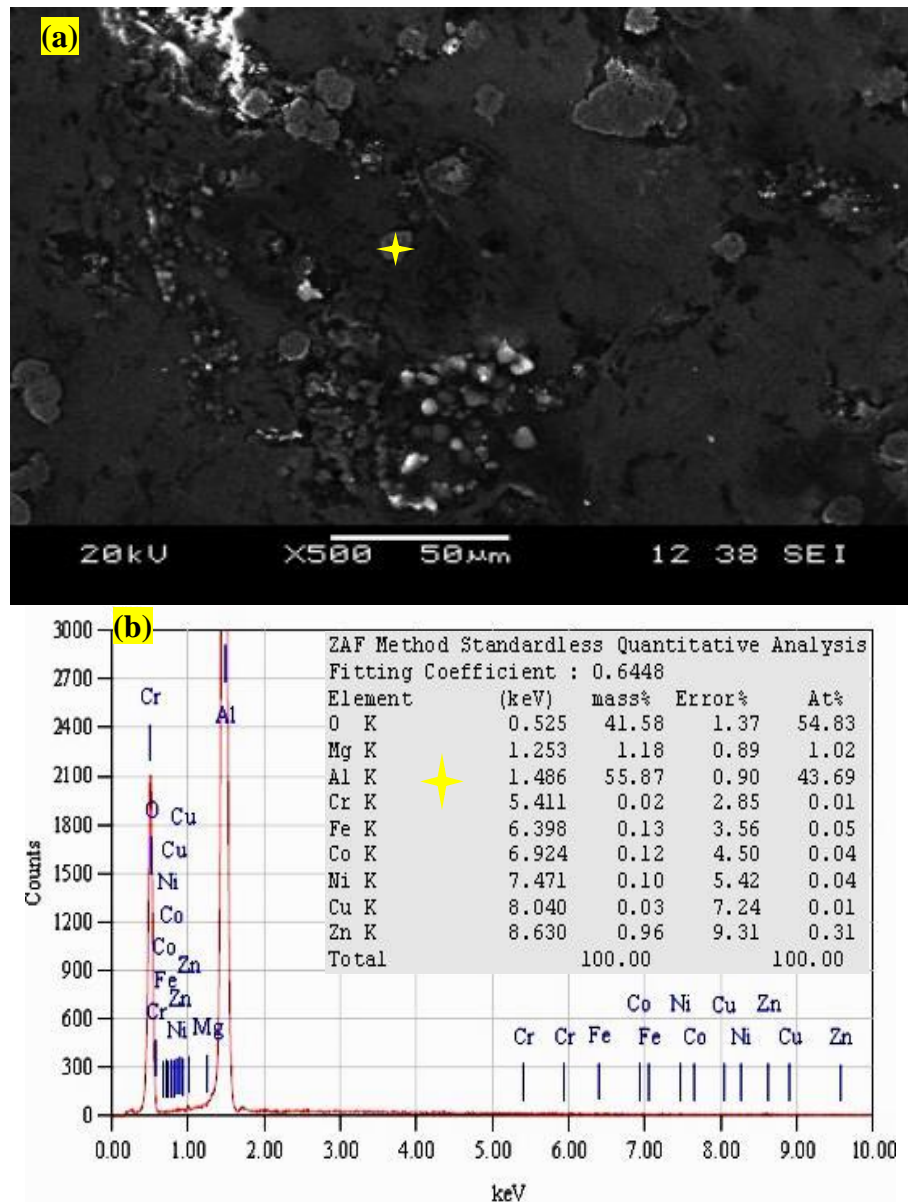 (a)
20kV X500 50µm 12 38 SEI
(b)
ZAF Method Standardless Quantitative Analysis
Fitting Coefficient : 0.6448
Element (keV) mass% Error% At%
O K 0.525 41.58 1.37 54.83
Mg K 1.253 1.18 0.89 1.02
Al K 1.486 55.87 0.90 43.69
Cr K 5.411 0.02 2.85 0.01
Fe K 6.398 0.13 3.56 0.05
Co K 6.924 0.12 4.50 0.04
Ni K 7.471 0.10 5.42 0.04
Cu K 8.040 0.03 7.24 0.01
Zn K 8.630 0.96 9.31 0.31
Total 100.00 100.00
3000
2700
2400
2100
1800
1500
1200
900
600
300
0
Counts
Cr
Al
O
Cu
Cu
Ni
Co
Co
Zn
Fe
Zn
Cr
Ni Mg
Co Ni Cu Zn
Cr Cr Fe Fe Co Ni Cu Zn
0.00 1.00 2.00 3.00 4.00 5.00 6.00 7.00 8.00 9.00 10.00
keV